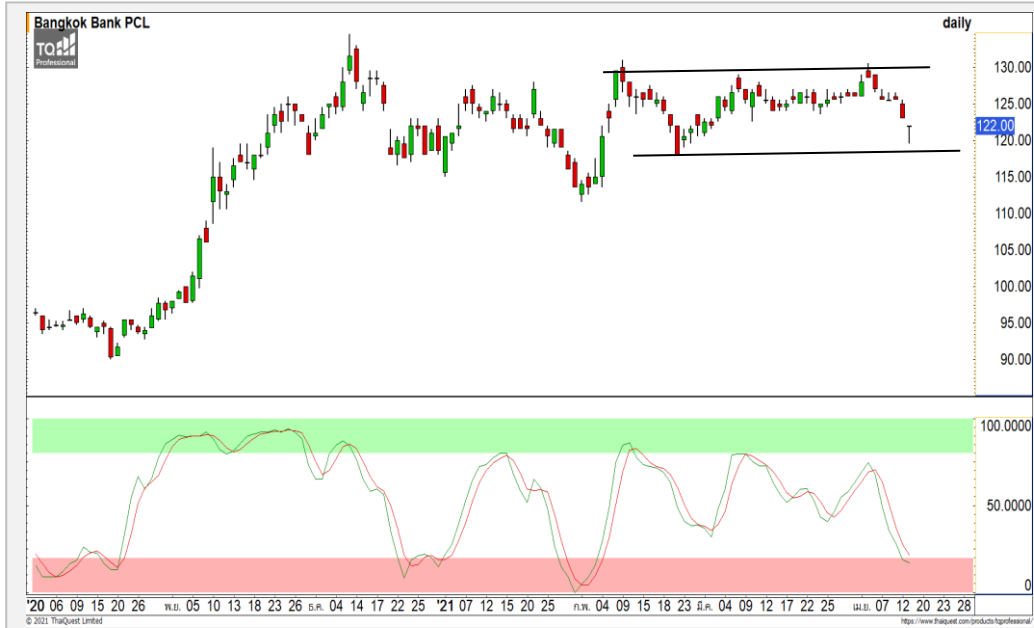 Bangkok Bank PCL daily
TQ
Professional
130.00
125.00
122.00
120.00
115.00
110.00
105.00
100.00
95.00
90.00
100.0000
50.0000
0
'20 06 09 15 20 26 พ.ย. 05 10 13 18 23 26 ธ.ค. 04 14 17 22 25 '21 07 12 15 20 25 ก.พ. 04 09 15 18 23 มี.ค. 04 09 12 17 22 25 เม.ย. 07 12 20 23 28
© 2021 ThaiQuest Limited https://www.thaiquest.com/products/tqprofessional/